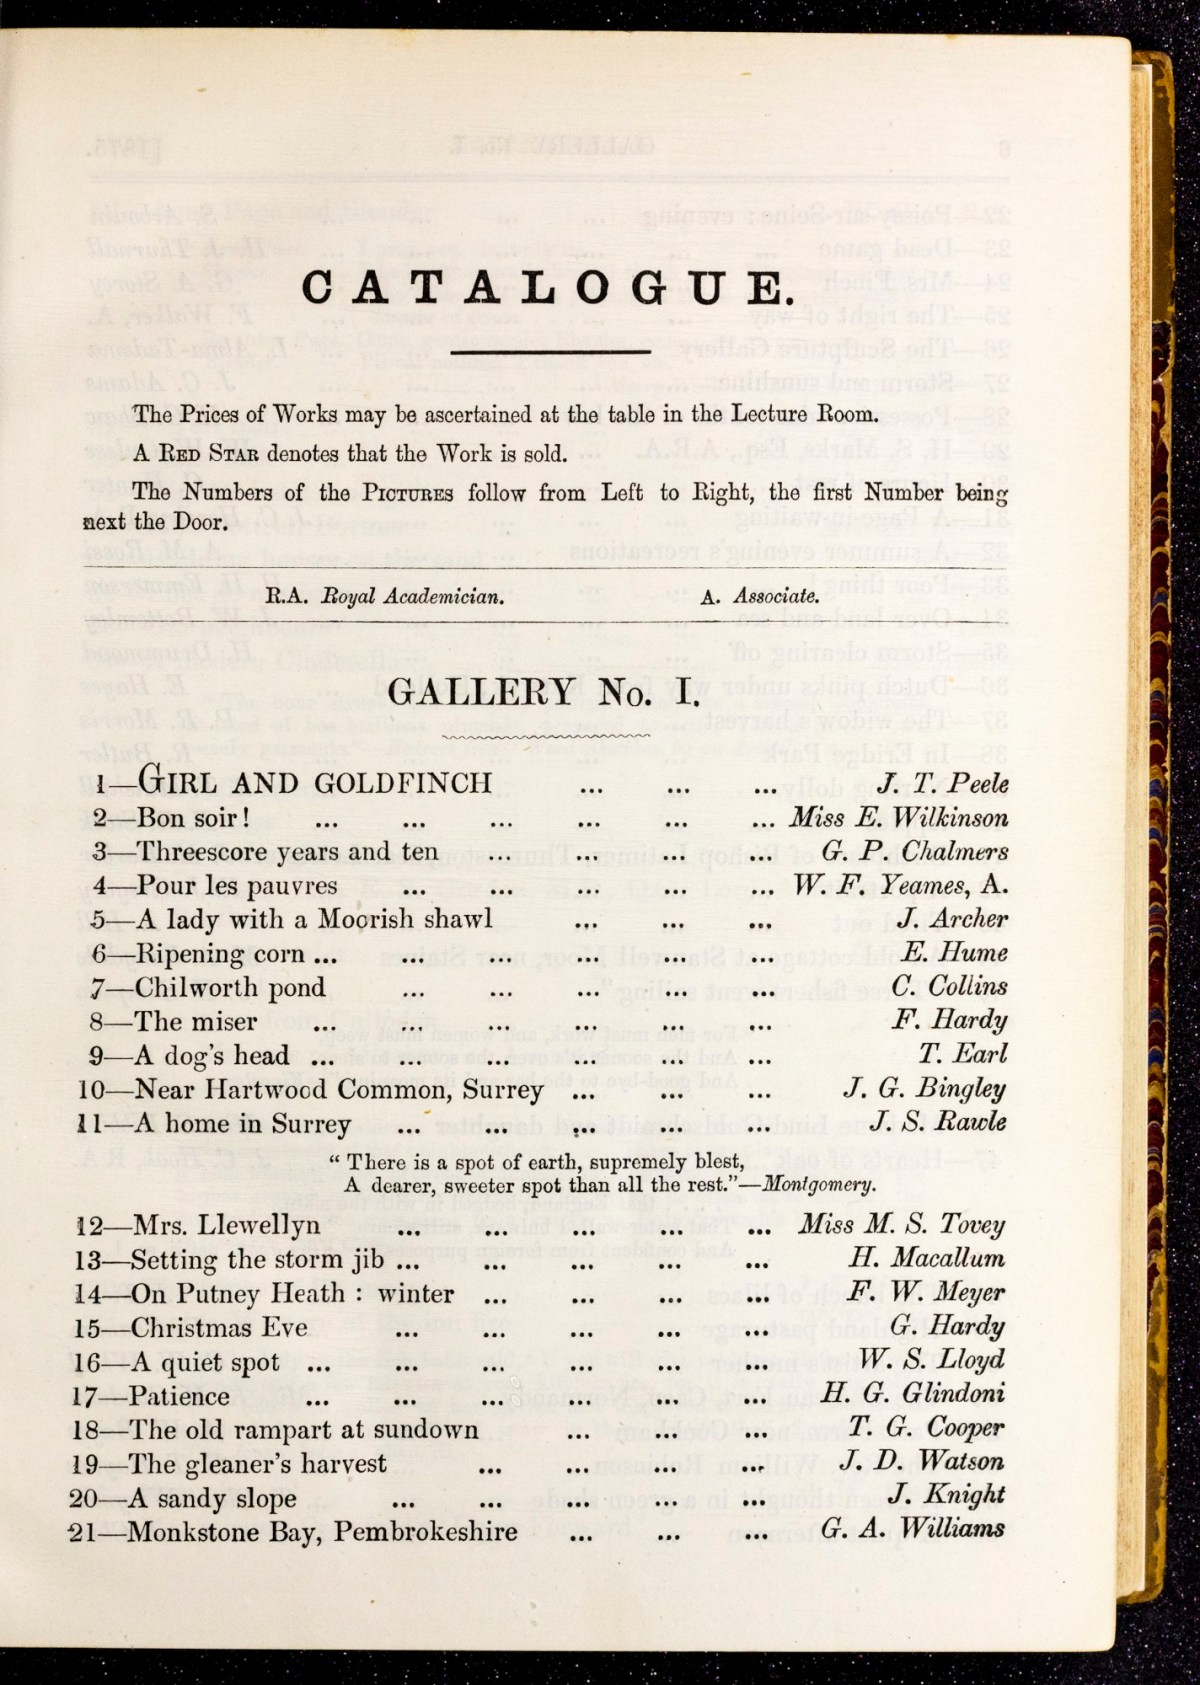 CATALOGUE.
The Prices of Works may be ascertained at the table in the Lecture Room.
A RED STAR denotes that the Work is sold.
The Numbers of the PICTURES follow from Left to Right, the first Number being
next the Door.
R.A. Royal Academician. A. Associate.
GALLERY No. I.
1—GIRL AND GOLDFINCH ... ... ... J. T. Peele
2—Bon soir! ... ... ... ... ... ... Miss E. Wilkinson
3—Threescore years and ten ... ... ... ... G. P. Chalmers
4—Pour les pauvres ... ... ... ... ... W. F. Yeames, A.
5—A lady with a Moorish shawl ... ... ... J. Archer
6—Ripening corn ... ... ... ... ... ... E. Hume
7—Chilworth pond ... ... ... ... ... C. Collins
8—The miser ... ... ... ... ... ... F. Hardy
9—A dog's head ... ... ... ... ... ... T. Earl
10—Near Hartwood Common, Surrey ... ... ... J. G. Bingley
11—A home in Surrey ... ... ... ... ... J. S. Rawle
“ There is a spot of earth, supremely blest,
A dearer, sweeter spot than all the rest.”—Montgomery.
12—Mrs. Llewellyn ... ... ... ... ... Miss M. S. Tovey
13—Setting the storm jib ... ... ... ... ... H. Macallum
14—On Putney Heath : winter ... ... ... ... F. W. Meyer
15—Christmas Eve ... ... ... ... ... G. Hardy
16—A quiet spot ... ... ... ... ... ... W. S. Lloyd
17—Patience ... ... ... ... ... ... H. G. Glindoni
18—The old rampart at sundown ... ... ... T. G. Cooper
19—The gleaner's harvest ... ... ... ... J. D. Watson
20—A sandy slope ... ... ... ... ... J. Knight
21—Monkstone Bay, Pembrokeshire ... ... ... G. A. Williams